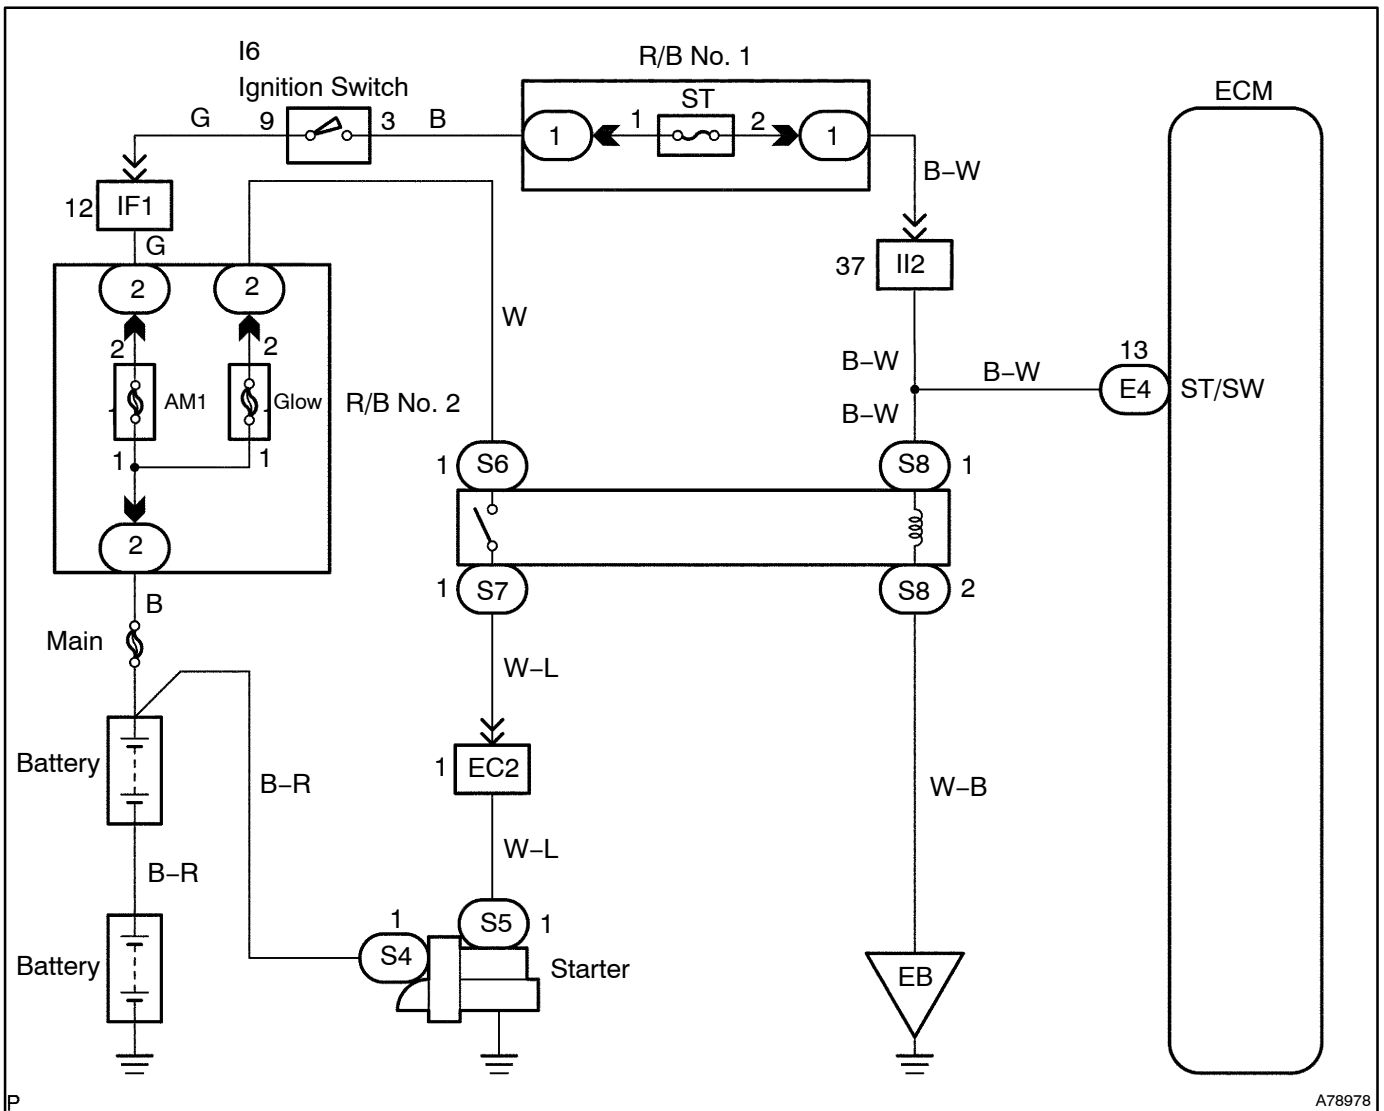 I6
Ignition Switch
R/B No. 1
ECM
G
9
3
B
1
1
ST
2
1
B–W
12
IF1
G
37
II2
2
2
W
2
2
AM1
Glow
R/B No. 2
1
1
B–W
B–W
B–W
13
E4
ST/SW
1
S6
S8
1
2
B
1
S7
S8
2
Main
W–L
Battery
B–R
1
EC2
W–B
W–L
B–R
Battery
1
S4
S5
1
Starter
EB
P
A78978